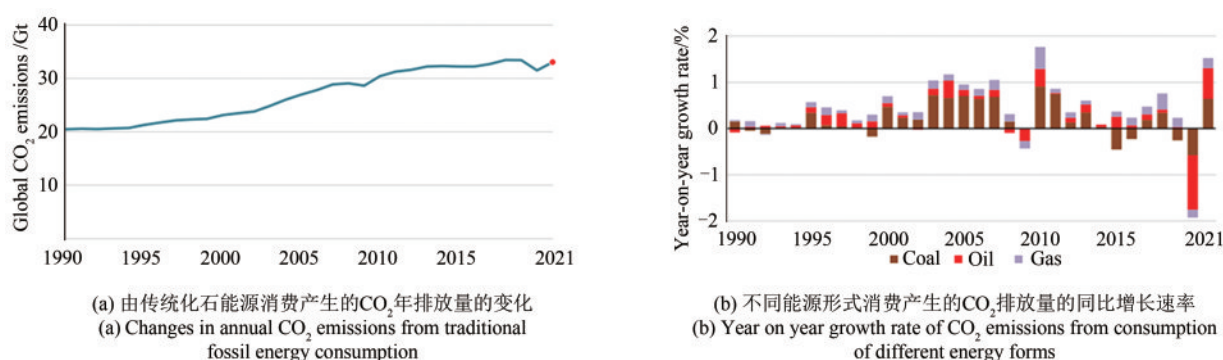 40
30
20
10
Global CO₂ emissions /Gt
1990
1995
2000
2005
2010
2015
2021
(a) 由传统化石能源消费产生的CO₂年排放量的变化
(a) Changes in annual CO₂ emissions from traditional
fossil energy consumption
2
1
0
−1
−2
Year-on-year growth rate/%
1990
1995
2000
2005
2010
2015
2021
Coal
Oil
Gas
(b) 不同能源形式消费产生的CO₂排放量的同比增长速率
(b) Year on year growth rate of CO₂ emissions from consumption
of different energy forms